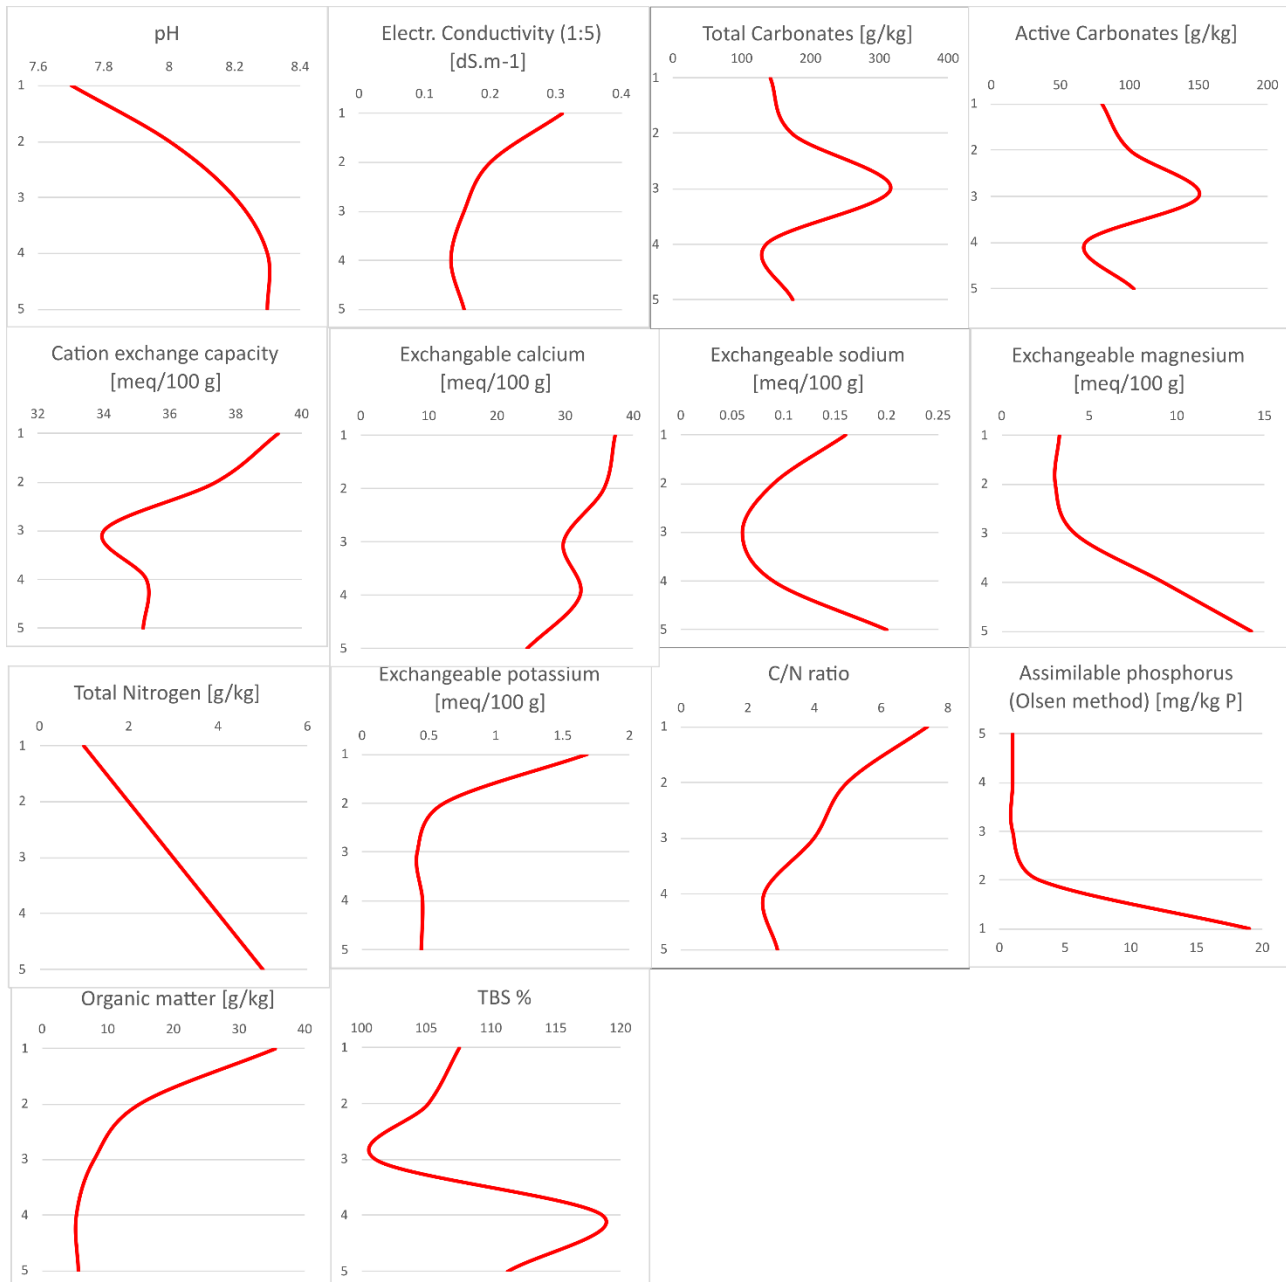 pH
7.6 7.8 8 8.2 8.4
1
2
3
4
5
Electr. Conductivity (1:5)
[dS.m-1]
0 0.1 0.2 0.3 0.4
1
2
3
4
5
Total Carbonates [g/kg]
0 100 200 300 400
1
2
3
4
5
Active Carbonates [g/kg]
0 50 100 150 200
1
2
3
4
5
Cation exchange capacity
[meq/100 g]
32 34 36 38 40
1
2
3
4
5
Exchangable calcium
[meq/100 g]
0 10 20 30 40
1
2
3
4
5
Exchangeable sodium
[meq/100 g]
0 0.05 0.1 0.15 0.2 0.25
1
2
3
4
5
Exchangeable magnesium
[meq/100 g]
0 5 10 15
1
2
3
4
5
Total Nitrogen [g/kg]
0 2 4 6
1
2
3
4
5
Exchangeable potassium
[meq/100 g]
0 0.5 1 1.5 2
1
2
3
4
5
C/N ratio
0 2 4 6 8
1
2
3
4
5
Assimilable phosphorus
(Olsen method) [mg/kg P]
5
4
3
2
1
0 5 10 15 20
Organic matter [g/kg]
0 10 20 30 40
1
2
3
4
5
TBS %
100 105 110 115 120
1
2
3
4
5